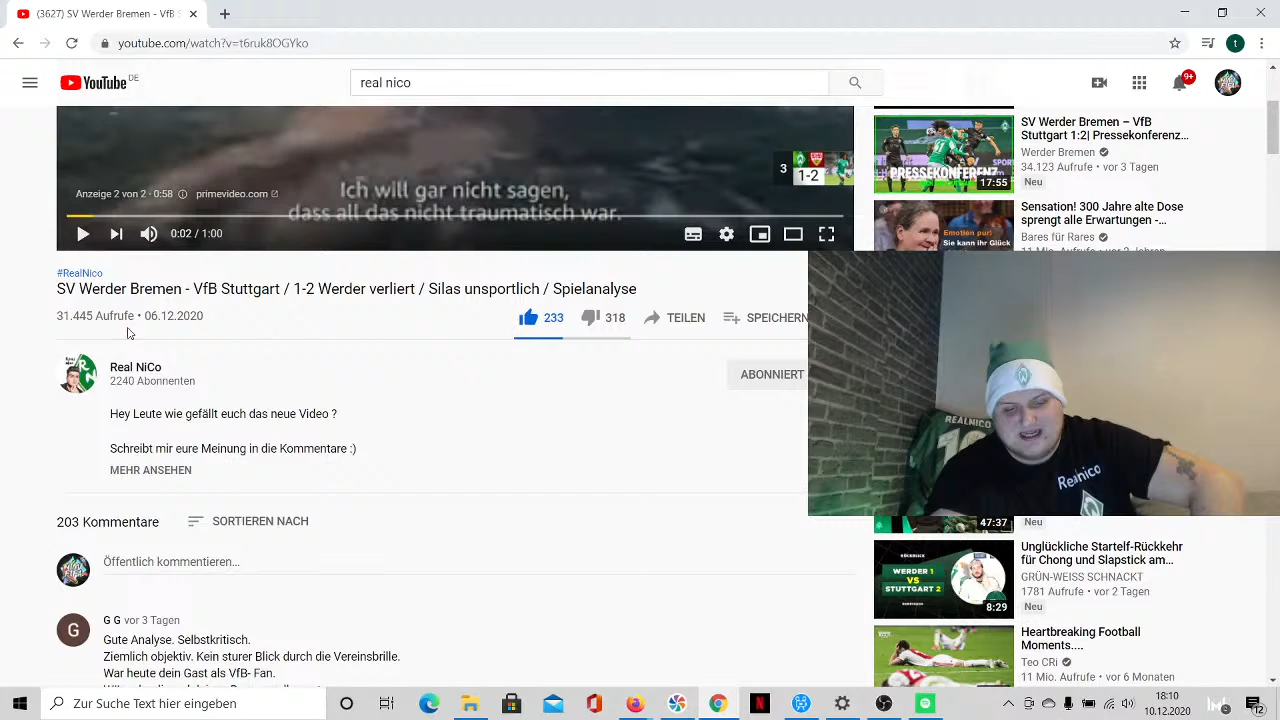 (3627) SV Werder Bremen - VfB S
youtube.com/watch?v=t6ruk8OGYko
t
YouTube DE
real nico
9+
Anzeige 2 von 2 • 0:58
Ich will gar nicht sagen,
dass all das nicht traumatisch war.
3
1-2
0:02 / 1:00
#RealNico
SV Werder Bremen - VfB Stuttgart / 1-2 Werder verliert / Silas unsportlich / Spielanalyse
31.445 Aufrufe • 06.12.2020
233
318
TEILEN
SPEICHERN
Real NiCo
2240 Abonnenten
ABONNIERT
Hey Leute wie gefällt euch das neue Video ?
Schreibt mir eure Meinung in die Kommentare :)
MEHR ANSEHEN
203 Kommentare
SORTIEREN NACH
Öffentlich kommentieren...
G
G G vor 3 Tagen
Gute Analyse. Selbstkritisch.
Ziemlich objektiv. Kein sturer Blick durch die Vereinsbrille.
War heute dein Gast als VfB- Fan.
PRESSEKONFERENZ
17:55
SV Werder Bremen – VfB
Stuttgart 1:2| Pressekonferenz...
Werder Bremen
34.123 Aufrufe • vor 3 Tagen
Neu
Emotion pur!
Sie kann ihr Glück
Sensation! 300 Jahre alte Dose
sprengt alle Erwartungen -...
Bares für Rares
11 Mio. Aufrufe • vor 2 Jahren
REALNICO
Realnico
47:37
Neu
RÜCKBLICK
WERDER 1
VS
STUTTGART 2
8:29
Unglückliche Startelf-Rückkehr
für Chong und Slapstick am...
GRÜN-WEISS SCHNACKT
1781 Aufrufe • vor 2 Tagen
Neu
Heartbreaking Football
Moments....
Teo CRi
11 Mio. Aufrufe • vor 6 Monaten
Zur Suche Text hier eingeben
18:10
10.12.2020